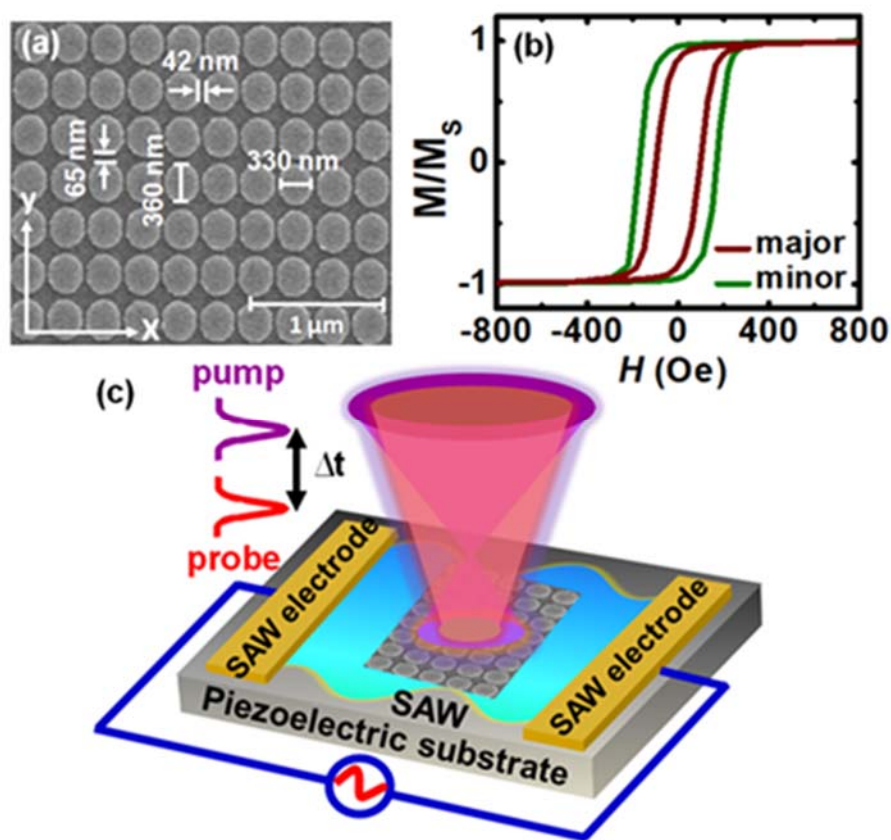 (a)
42 nm
65 nm
360 nm
330 nm
y
x
1 µm
(b)
M/Ms
1
0
-1
major
minor
-800 -400 0 400 800
H (Oe)
(c)
pump
Δt
probe
SAW electrode
SAW electrode
SAW
Piezoelectric substrate